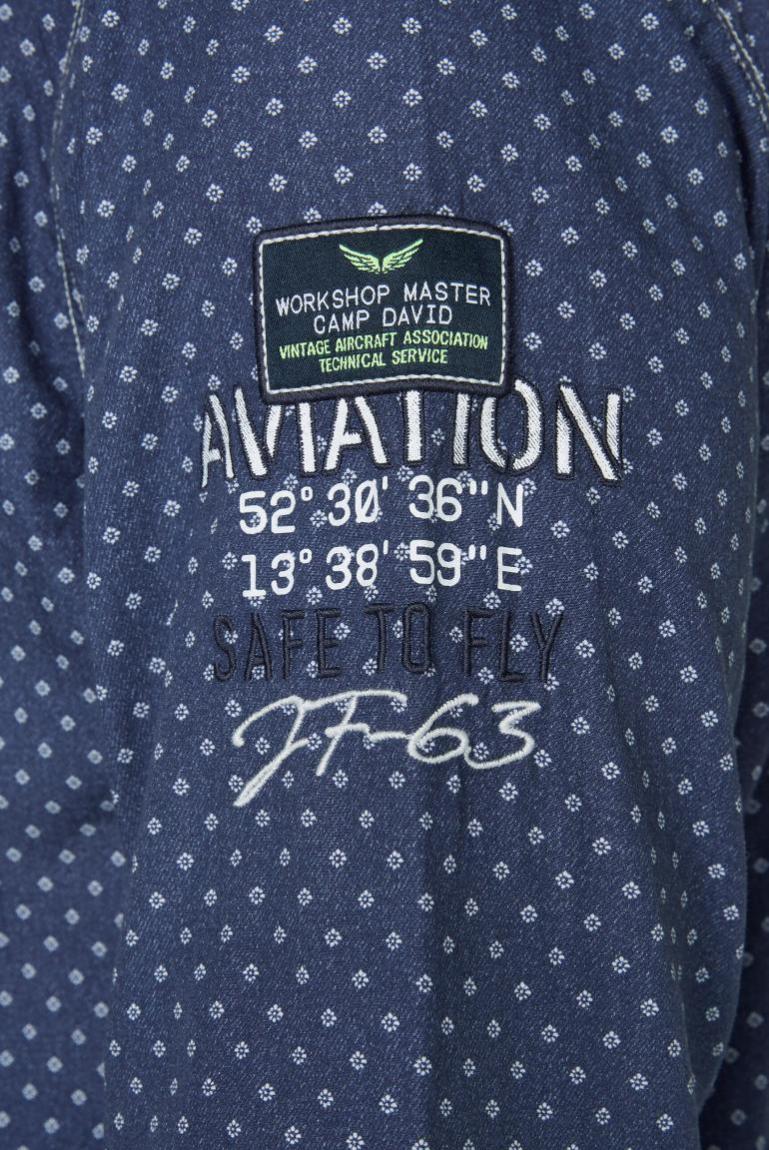 WORKSHOP MASTER
CAMP DAVID
VINTAGE AIRCRAFT ASSOCIATION
TECHNICAL SERVICE
AVIATION
52° 30' 36" N
13° 38' 59" E
SAFE TO FLY
JF-63